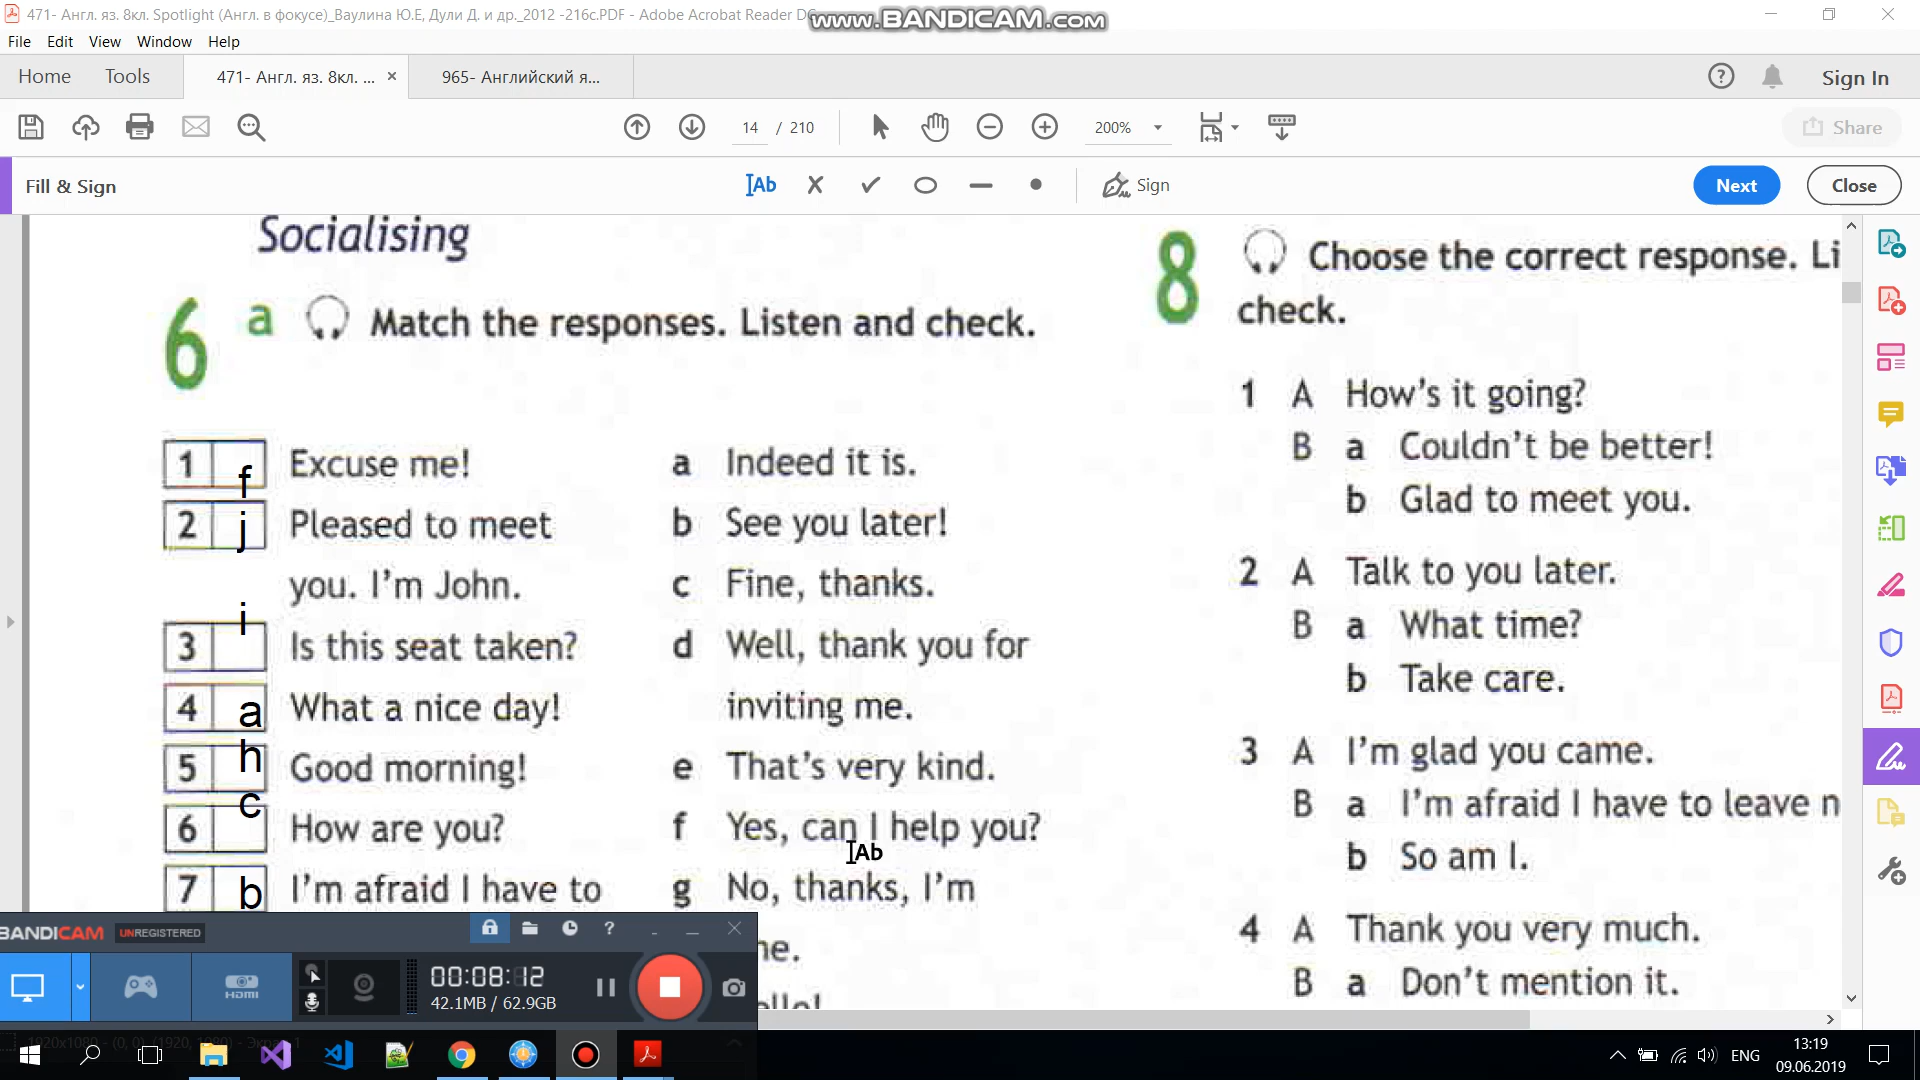 471- Англ. яз. 8кл. Spotlight (Англ. в фокусе)_Ваулина Ю.Е, Дули Д. и др._2012 -216с.PDF - Adobe Acrobat Reader DC
www.BANDICAM.com
File Edit View Window Help
Home Tools 471- Англ. яз. 8кл. ... × 965- Английский я... Sign In
14 / 210 200% Share
Fill & Sign Ab Sign Next Close
Socialising
6 a Match the responses. Listen and check.
1 f Excuse me!
2 j Pleased to meet
you. I'm John.
3 i Is this seat taken?
4 a What a nice day!
5 h Good morning!
6 c How are you?
7 b I'm afraid I have to
a Indeed it is.
b See you later!
c Fine, thanks.
d Well, thank you for
inviting me.
e That's very kind.
f Yes, can I help you?
Ab
g No, thanks, I'm
8 Choose the correct response. Li
check.
1 A How's it going?
B a Couldn't be better!
b Glad to meet you.
2 A Talk to you later.
B a What time?
b Take care.
3 A I'm glad you came.
B a I'm afraid I have to leave n
b So am I.
4 A Thank you very much.
B a Don't mention it.
BANDICAM UNREGISTERED
HDMI
00:08:12
42.1MB / 62.9GB
ENG
13:19
09.06.2019